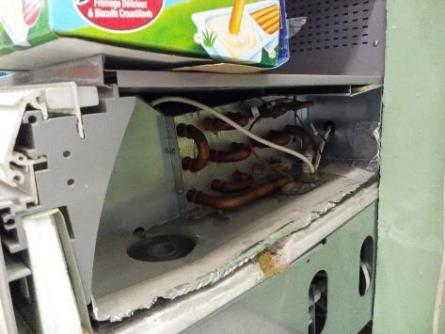 Fromage Délicieux
& Biscuits Croustillants